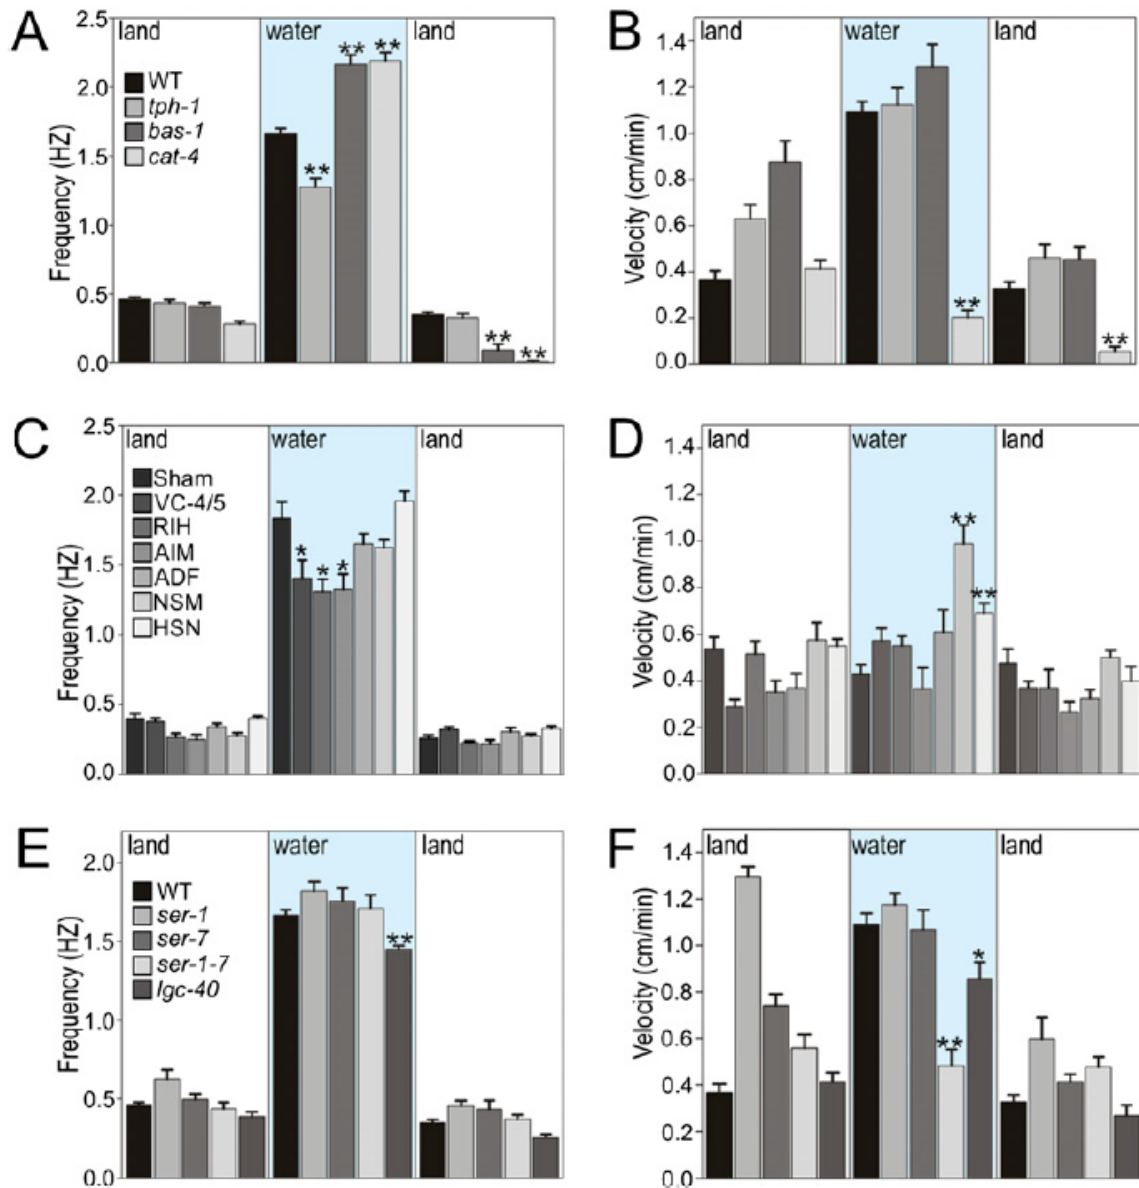 A
Frequency (HZ)
2.5
2.0
1.5
1.0
0.5
0.0
land
water
land
WT
tph-1
bas-1
cat-4
**
**
**
**
**
B
Velocity (cm/min)
1.4
1.2
1.0
0.8
0.6
0.4
0.2
0.0
land
water
land
**
**
C
Frequency (HZ)
2.5
2.0
1.5
1.0
0.5
0.0
land
water
land
Sham
VC-4/5
RIH
AIM
ADF
NSM
HSN
*
*
*
D
Velocity (cm/min)
1.4
1.2
1.0
0.8
0.6
0.4
0.2
0.0
land
water
land
**
**
E
Frequency (HZ)
2.0
1.5
1.0
0.5
0.0
land
water
land
WT
ser-1
ser-7
ser-1-7
lgc-40
**
F
Velocity (cm/min)
1.4
1.2
1.0
0.8
0.6
0.4
0.2
0.0
land
water
land
**
*